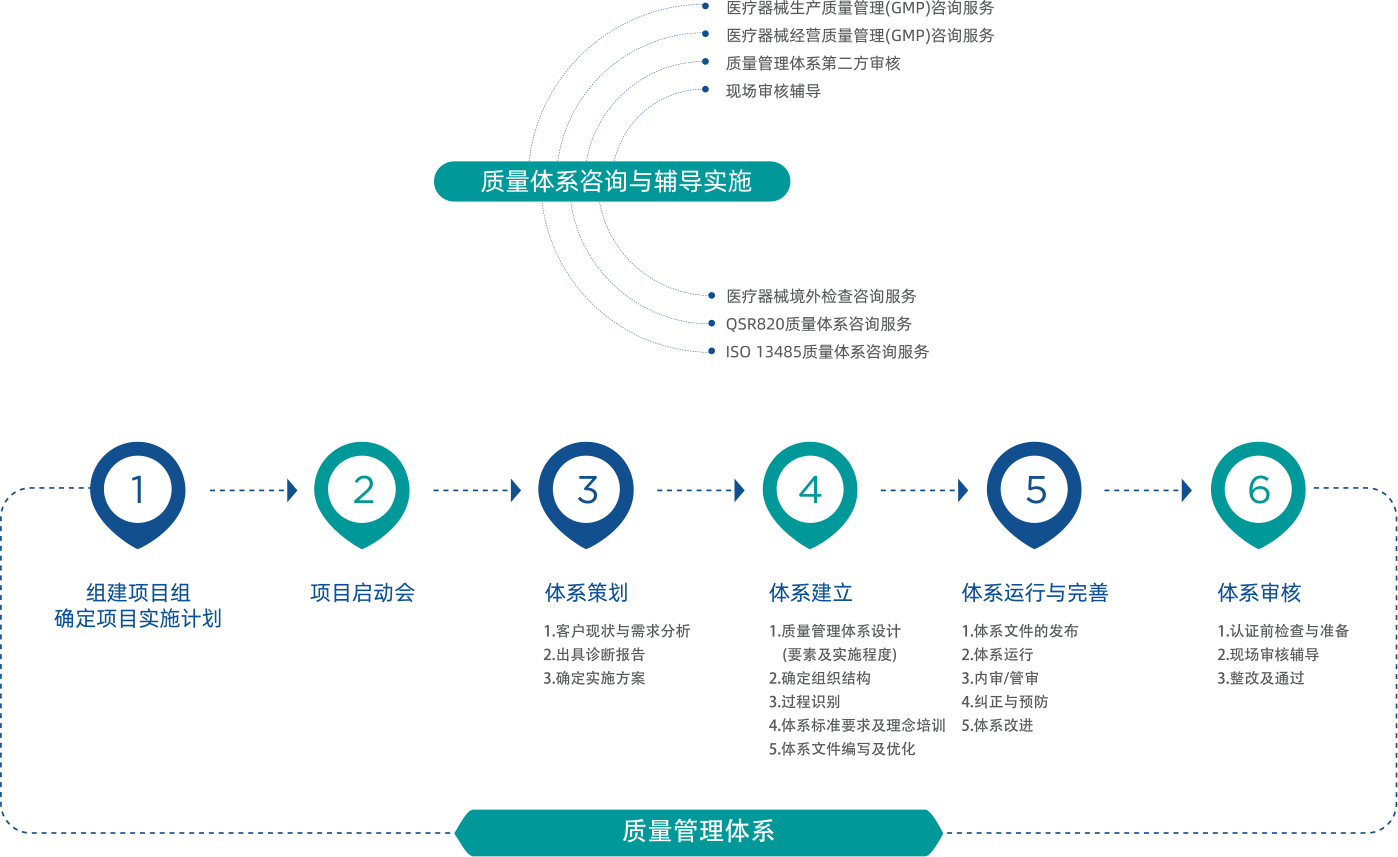 医疗器械生产质量管理(GMP)咨询服务
医疗器械经营质量管理(GMP)咨询服务
质量管理体系第二方审核
现场审核辅导
质量体系咨询与辅导实施
医疗器械境外检查咨询服务
QSR820质量体系咨询服务
ISO 13485质量体系咨询服务
1
组建项目组
确定项目实施计划
2
项目启动会
3
体系策划
1.客户现状与需求分析
2.出具诊断报告
3.确定实施方案
4
体系建立
1.质量管理体系设计
(要素及实施程度)
2.确定组织结构
3.过程识别
4.体系标准要求及理念培训
5.体系文件编写及优化
5
体系运行与完善
1.体系文件的发布
2.体系运行
3.内审/管审
4.纠正与预防
5.体系改进
6
体系审核
1.认证前检查与准备
2.现场审核辅导
3.整改及通过
质量管理体系